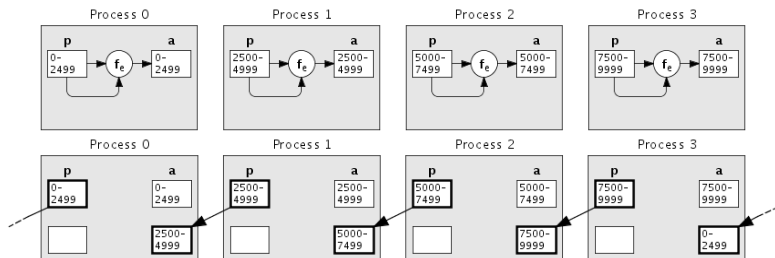 Process 0 Process 1 Process 2 Process 3
p a p a p a p a
0- fe 0- 2500- fe 2500- 5000- fe 5000- 7500- fe 7500-
2499 2499 4999 4999 7499 7499 9999 9999
Process 0 Process 1 Process 2 Process 3
p a p a p a p a
0- 0- 2500- 2500- 5000- 5000- 7500- 7500-
2499 2499 4999 4999 7499 7499 9999 9999
2500- 5000- 7500- 0-
4999 7499 9999 2499